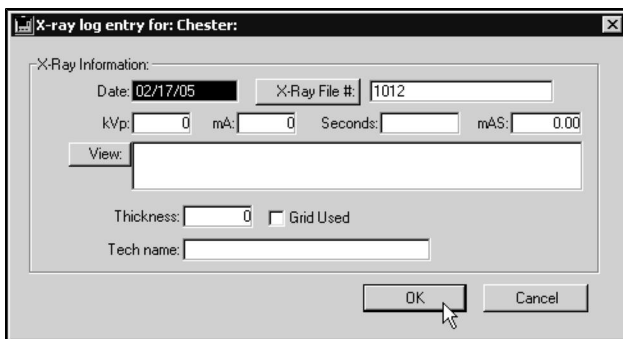 X-ray log entry for: Chester:
X-Ray Information:
Date: 02/17/05 X-Ray File #: 1012
kVp: 0 mA: 0 Seconds: mAS: 0.00
View:
Thickness: 0 Grid Used
Tech name:
OK Cancel